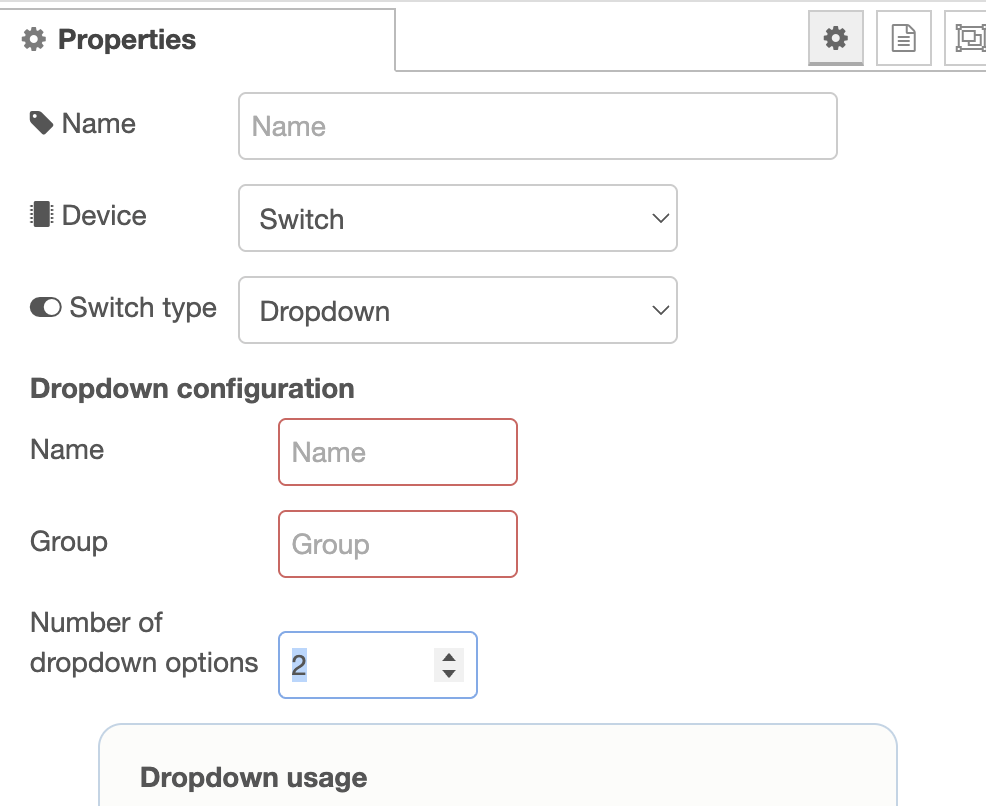 Properties
Name
Name
Device
Switch
Switch type
Dropdown
Dropdown configuration
Name
Name
Group
Group
Number of
dropdown options
2
Dropdown usage